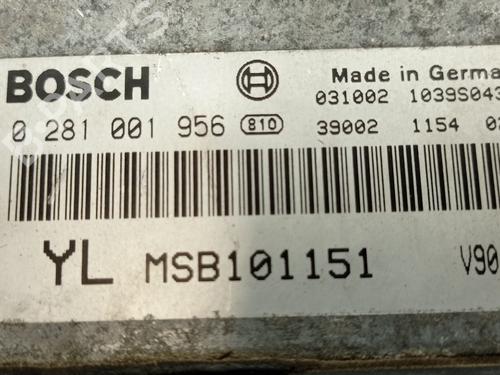 BOSCH
Made in Germa
031002 1039S043
0 281 001 956 810
39002 1154
YL MSB101151 V90